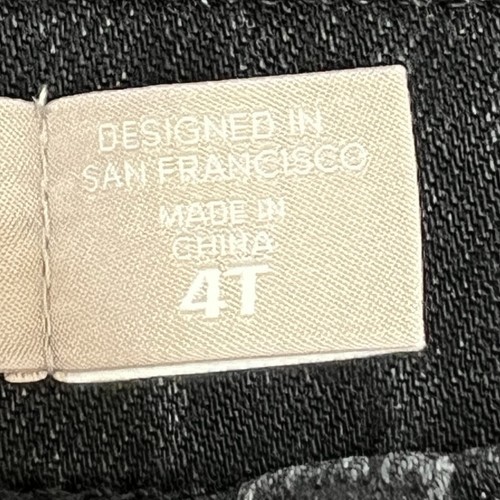 DESIGNED IN
SAN FRANCISCO
MADE IN
CHINA
4T